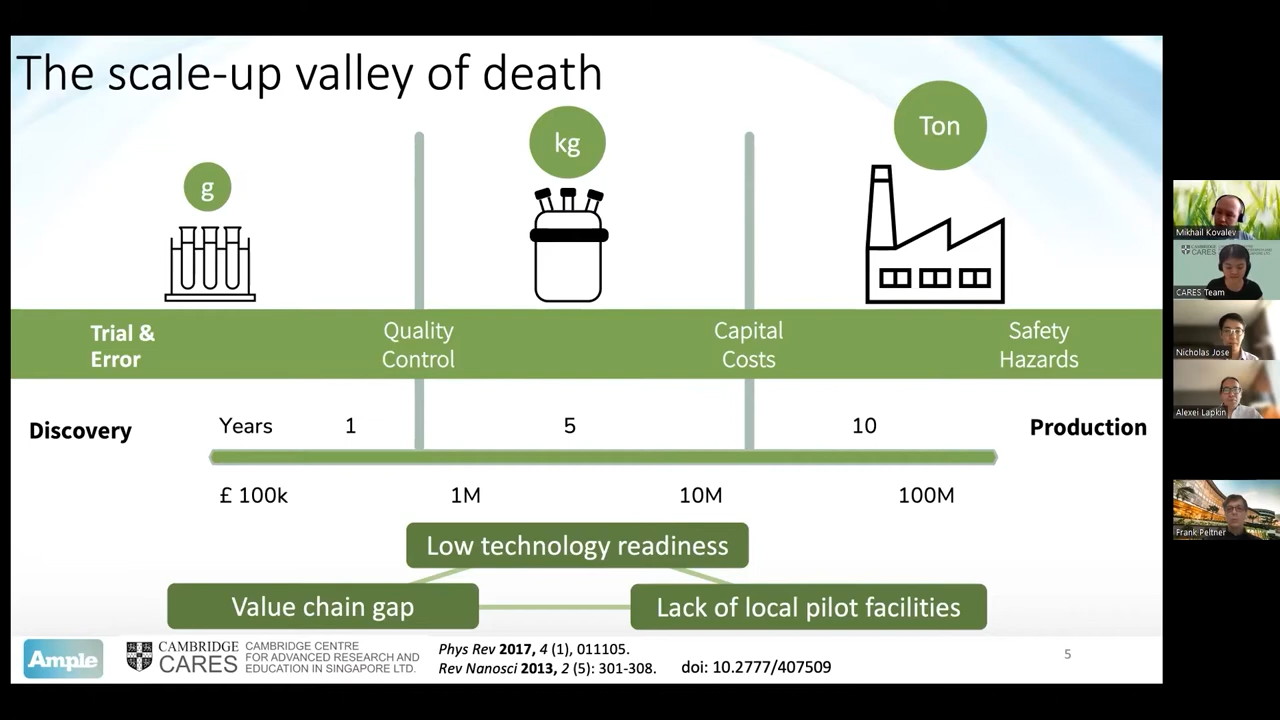 The scale-up valley of death
g
kg
Ton
Trial &
Error
Quality
Control
Capital
Costs
Safety
Hazards
Discovery
Years
1
5
10
Production
£ 100k
1M
10M
100M
Low technology readiness
Value chain gap
Lack of local pilot facilities
Ample
CAMBRIDGE
CARES
CAMBRIDGE CENTRE
FOR ADVANCED RESEARCH AND
EDUCATION IN SINGAPORE LTD.
Phys Rev 2017, 4 (1), 011105.
Rev Nanosci 2013, 2 (5): 301-308.
doi: 10.2777/407509
5
Mikhail Kovalev
CAMBRIDGE
CARES
CARES Team
Nicholas Jose
Alexei Lapkin
Frank Peltner